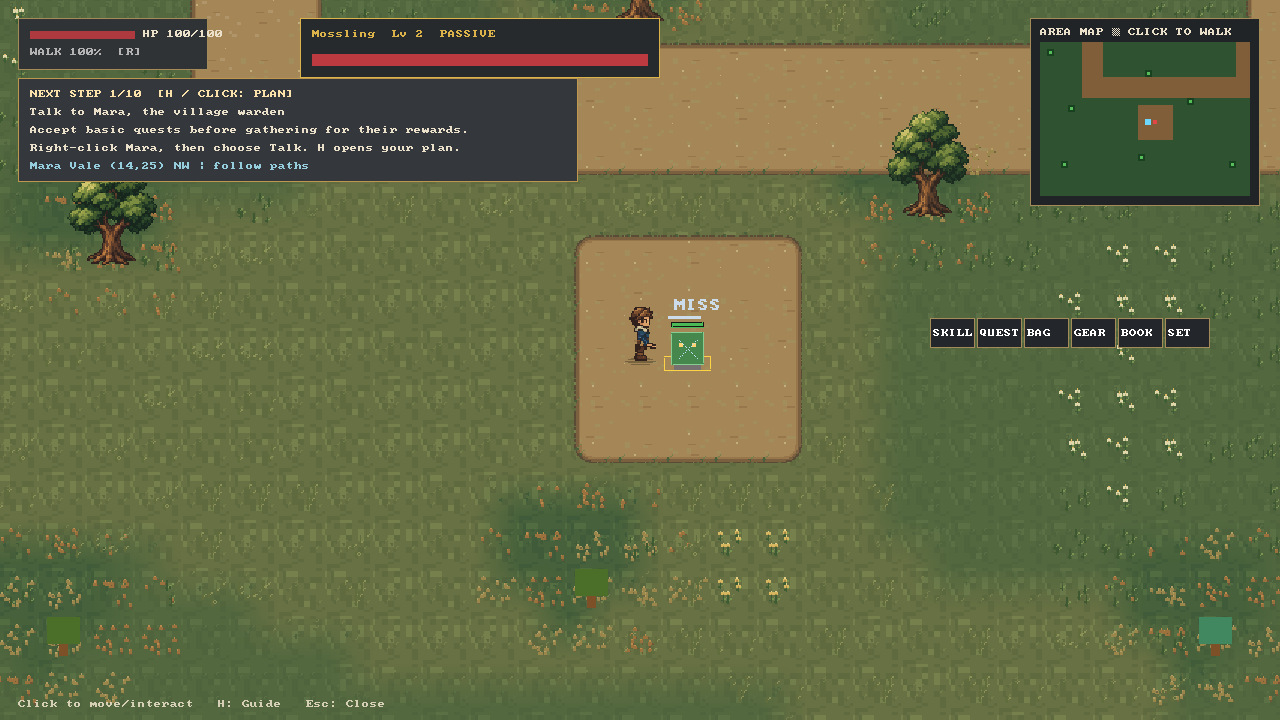 HP 100/100
WALK 100% [R]
Mossling Lv 2 PASSIVE
AREA MAP ▒ CLICK TO WALK
NEXT STEP 1/10 [H / CLICK: PLAN]
Talk to Mara, the village warden
Accept basic quests before gathering for their rewards.
Right-click Mara, then choose Talk. H opens your plan.
Mara Vale (14,25) NW ¦ follow paths
MISS
SKILL QUEST BAG GEAR BOOK SET
Click to move/interact H: Guide Esc: Close